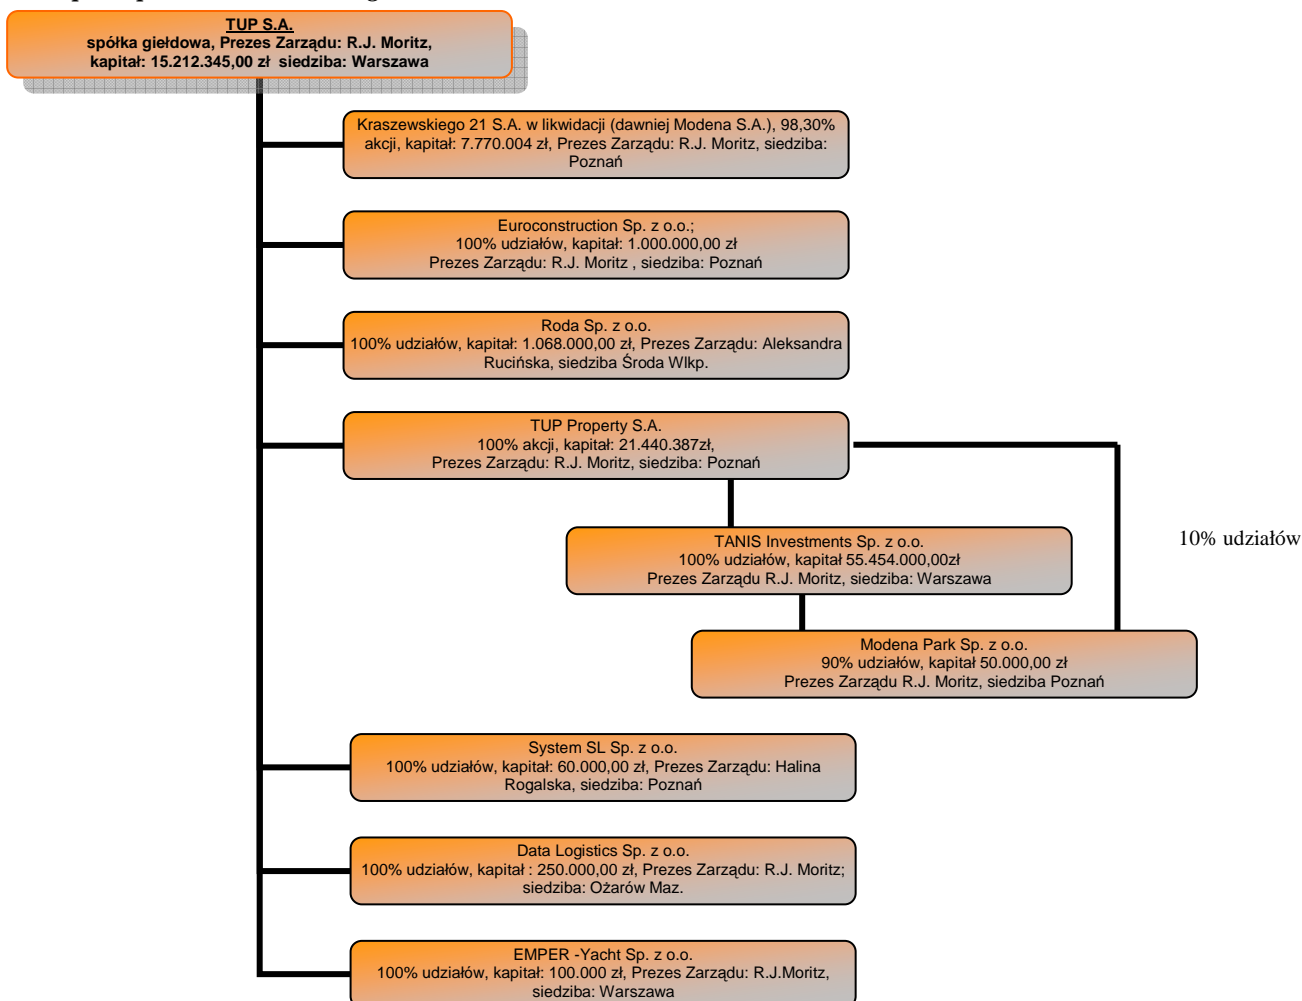 TUP S.A.
spółka giełdowa, Prezes Zarządu: R.J. Moritz,
kapitał: 15.212.345,00 zł siedziba: Warszawa
Kraszewskiego 21 S.A. w likwidacji (dawniej Modena S.A.), 98,30%
akcji, kapitał: 7.770.004 zł, Prezes Zarządu: R.J. Moritz, siedziba:
Poznań
Euroconstruction Sp. z o.o.;
100% udziałów, kapitał: 1.000.000,00 zł
Prezes Zarządu: R.J. Moritz , siedziba: Poznań
Roda Sp. z o.o.
100% udziałów, kapitał: 1.068.000,00 zł, Prezes Zarządu: Aleksandra
Rucińska, siedziba Środa Wlkp.
TUP Property S.A.
100% akcji, kapitał: 21.440.387zł,
Prezes Zarządu: R.J. Moritz, siedziba: Poznań
TANIS Investments Sp. z o.o.
100% udziałów, kapitał 55.454.000,00zł
Prezes Zarządu R.J. Moritz, siedziba: Warszawa
10% udziałów
Modena Park Sp. z o.o.
90% udziałów, kapitał 50.000,00 zł
Prezes Zarządu R.J. Moritz, siedziba Poznań
System SL Sp. z o.o.
100% udziałów, kapitał: 60.000,00 zł, Prezes Zarządu: Halina
Rogalska, siedziba: Poznań
Data Logistics Sp. z o.o.
100% udziałów, kapitał : 250.000,00 zł, Prezes Zarządu: R.J. Moritz;
siedziba: Ożarów Maz.
EMPER -Yacht Sp. z o.o.
100% udziałów, kapitał: 100.000 zł, Prezes Zarządu: R.J.Moritz,
siedziba: Warszawa